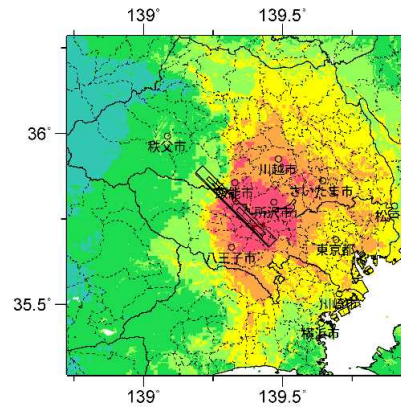 139° 139.5°
36°
秩父市
川越市
飯能市 さいたま市
所沢市
八王子市 東京都
35.5°
川崎市
横浜市
139° 139.5°